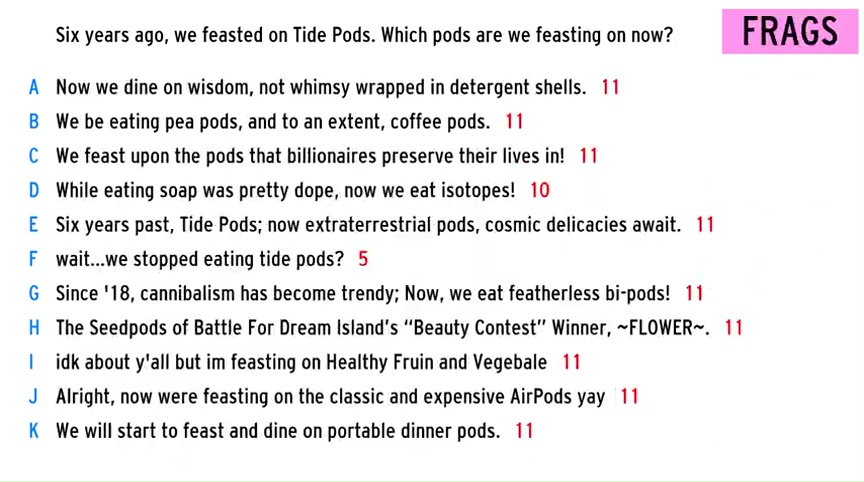 Six years ago, we feasted on Tide Pods. Which pods are we feasting on now?
FRAGS
A Now we dine on wisdom, not whimsy wrapped in detergent shells. 11
B We be eating pea pods, and to an extent, coffee pods. 11
C We feast upon the pods that billionaires preserve their lives in! 11
D While eating soap was pretty dope, now we eat isotopes! 10
E Six years past, Tide Pods; now extraterrestrial pods, cosmic delicacies await. 11
F wait...we stopped eating tide pods? 5
G Since '18, cannibalism has become trendy; Now, we eat featherless bi-pods! 11
H The Seedpods of Battle For Dream Island's “Beauty Contest” Winner, ~FLOWER~. 11
I idk about y'all but im feasting on Healthy Fruin and Vegebale 11
J Alright, now were feasting on the classic and expensive AirPods yay 11
K We will start to feast and dine on portable dinner pods. 11